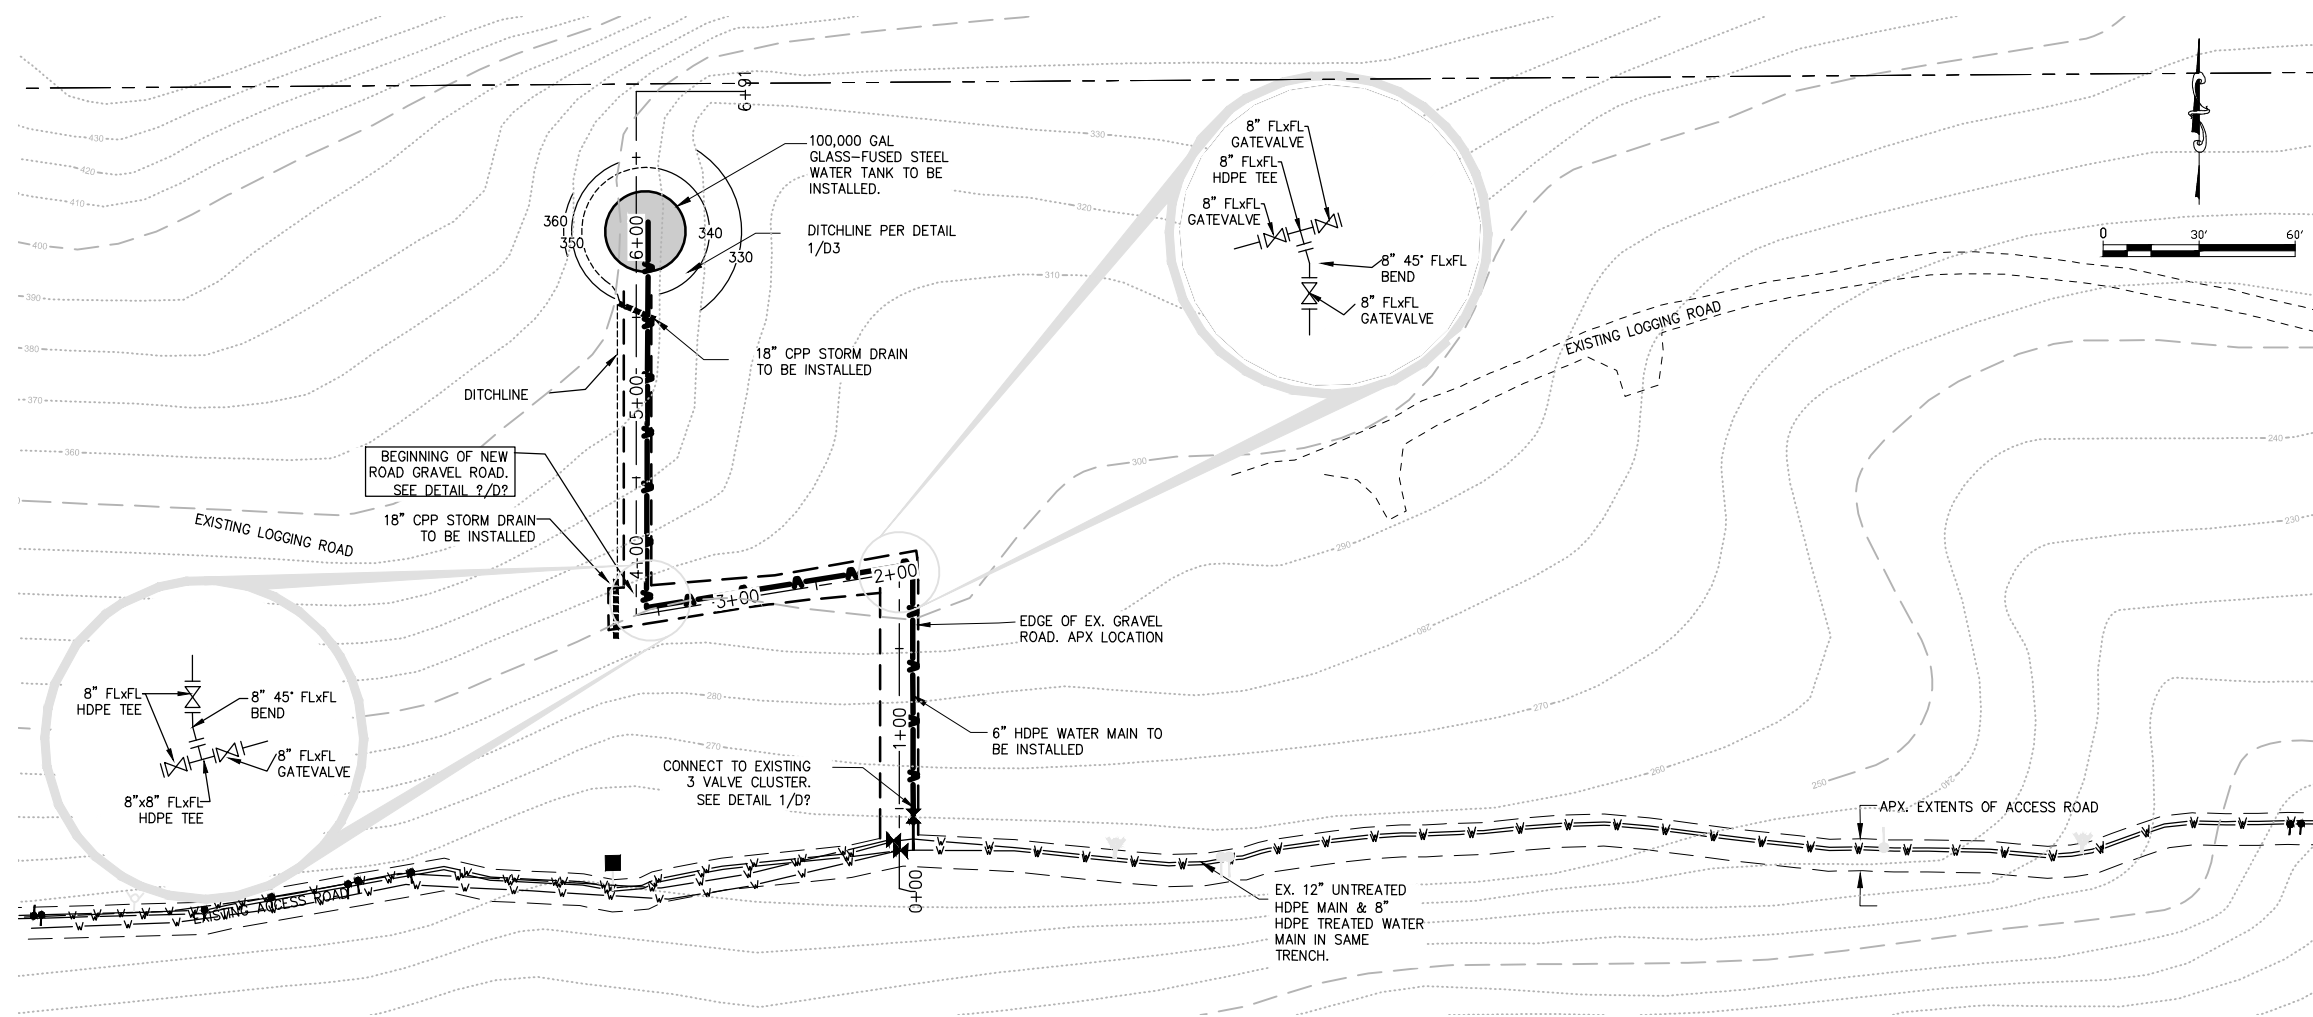 6+91
430
420
410
400
390
380
370
360
330
320
310
300
290
280
280
270
270
260
250
240
240
230
0 30' 60'
100,000 GAL
GLASS-FUSED STEEL
WATER TANK TO BE
INSTALLED.
DITCHLINE PER DETAIL
1/D3
360
350
340
330
6+00
5+00
4+00
3+00
2+00
1+00
0+00
8" FLxFL
GATEVALVE
8" FLxFL
HDPE TEE
8" FLxFL
GATEVALVE
8" 45° FLxFL
BEND
8" FLxFL
GATEVALVE
EXISTING LOGGING ROAD
18" CPP STORM DRAIN
TO BE INSTALLED
DITCHLINE
BEGINNING OF NEW
ROAD GRAVEL ROAD.
SEE DETAIL ?/D?
18" CPP STORM DRAIN
TO BE INSTALLED
EXISTING LOGGING ROAD
EDGE OF EX. GRAVEL
ROAD. APX LOCATION
8" FLxFL
HDPE TEE
8" 45° FLxFL
BEND
8" FLxFL
GATEVALVE
8"x8" FLxFL
HDPE TEE
6" HDPE WATER MAIN TO
BE INSTALLED
CONNECT TO EXISTING
3 VALVE CLUSTER.
SEE DETAIL 1/D?
APX. EXTENTS OF ACCESS ROAD
EX. 12" UNTREATED
HDPE MAIN & 8"
HDPE TREATED WATER
MAIN IN SAME
TRENCH.
EXISTING ACCESS ROAD